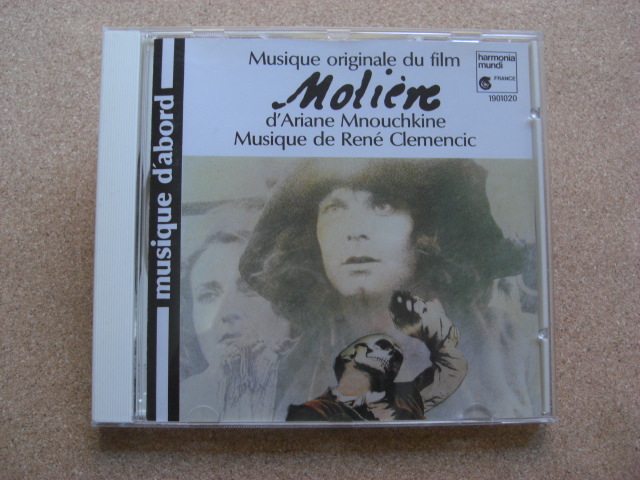 Musique originale du film
Molière
d'Ariane Mnouchkine
Musique de René Clemencic
harmonia
mundi
FRANCE
1901020
musique d'abord